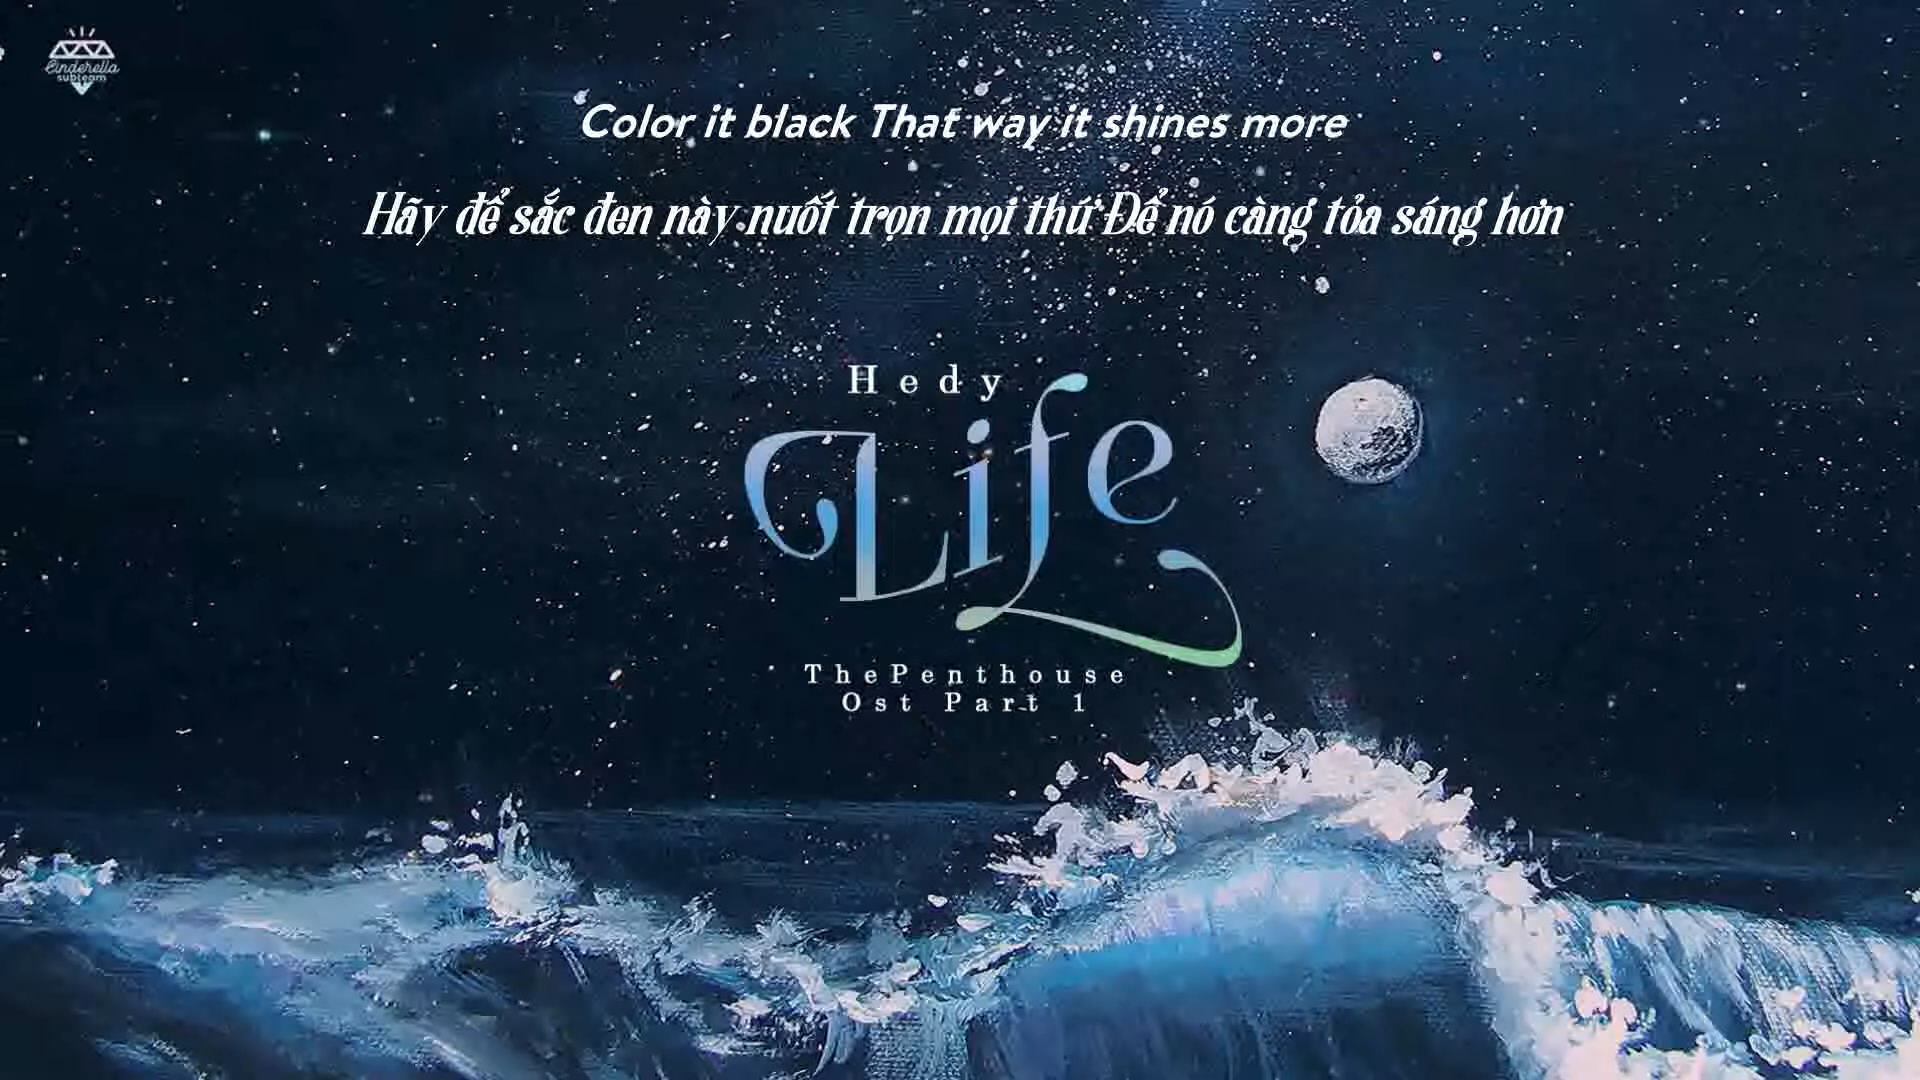 Cinderella
subteam
Color it black That way it shines more
Hãy để sắc đen này nuốt trọn mọi thứ Để nó càng tỏa sáng hơn
Hedy
Life
ThePenthouse
Ost Part 1